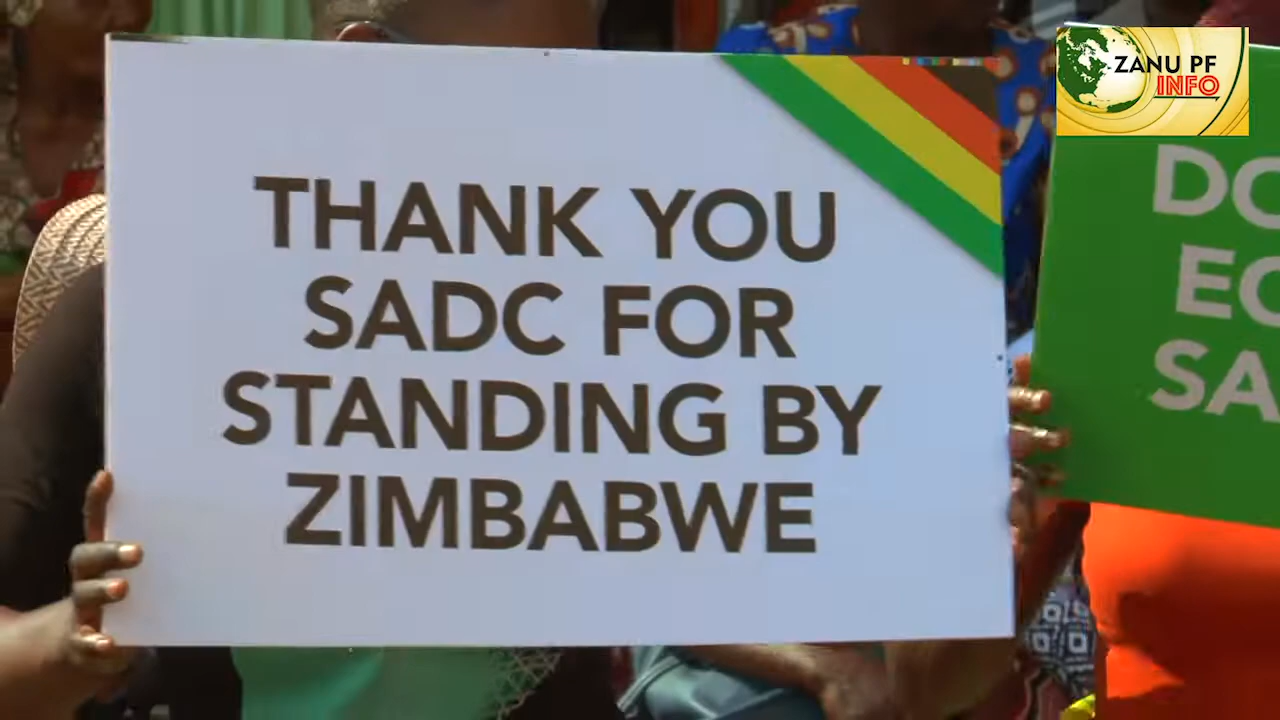 THANK YOU
SADC FOR
STANDING BY
ZIMBABWE
ZANU PF
INFO